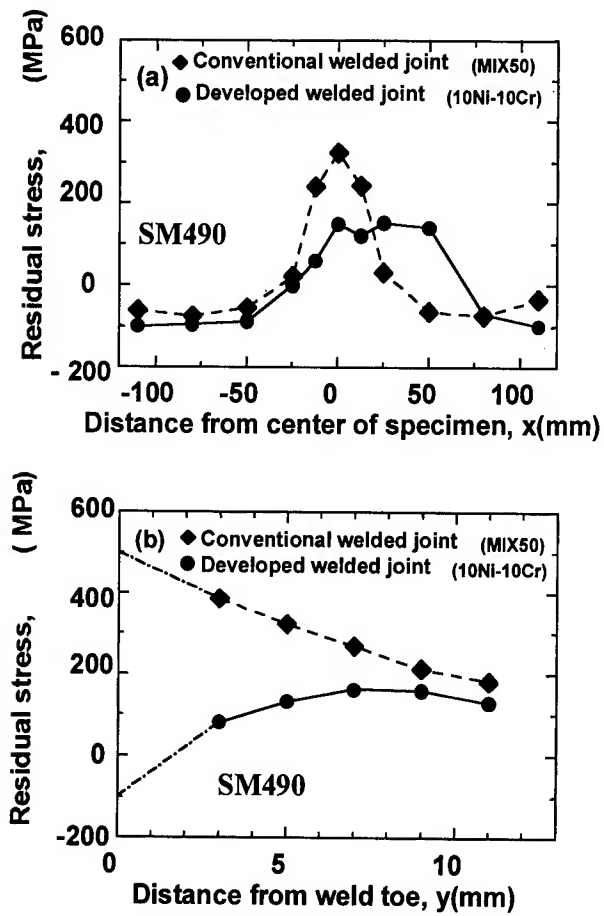 600
(MPa)
(a)
◆ Conventional welded joint (MIX50)
● Developed welded joint (10Ni-10Cr)
400
200
SM490
0
Residual stress,
- 200
-100 -50 0 50 100
Distance from center of specimen, x(mm)
600
( MPa)
(b)
◆ Conventional welded joint (MIX50)
● Developed welded joint (10Ni-10Cr)
400
200
Residual stress,
0
SM490
-200
0 5 10
Distance from weld toe, y(mm)